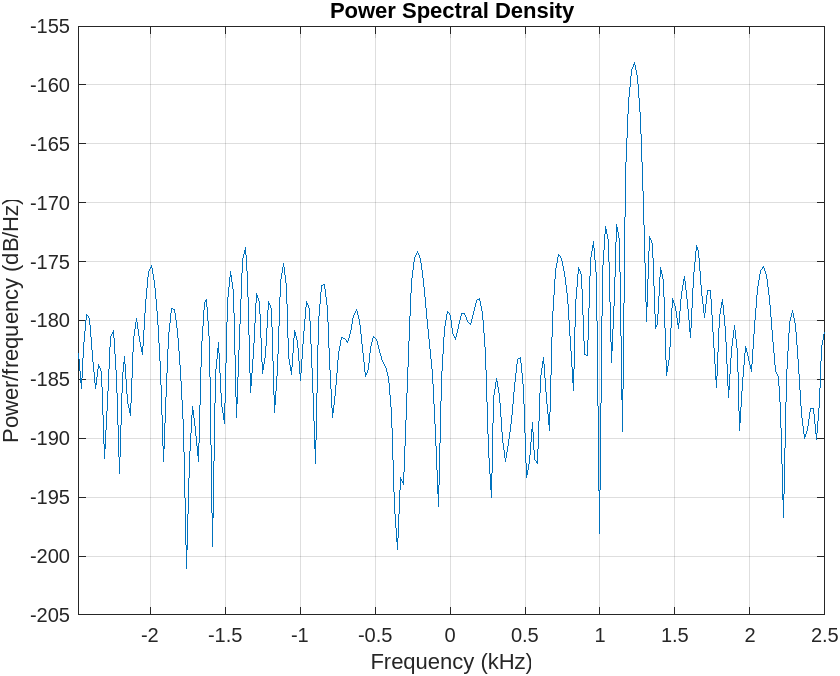 Power Spectral Density
-155
-160
-165
-170
-175
-180
-185
-190
-195
-200
-205
Power/frequency (dB/Hz)
-2 -1.5 -1 -0.5 0 0.5 1 1.5 2 2.5
Frequency (kHz)